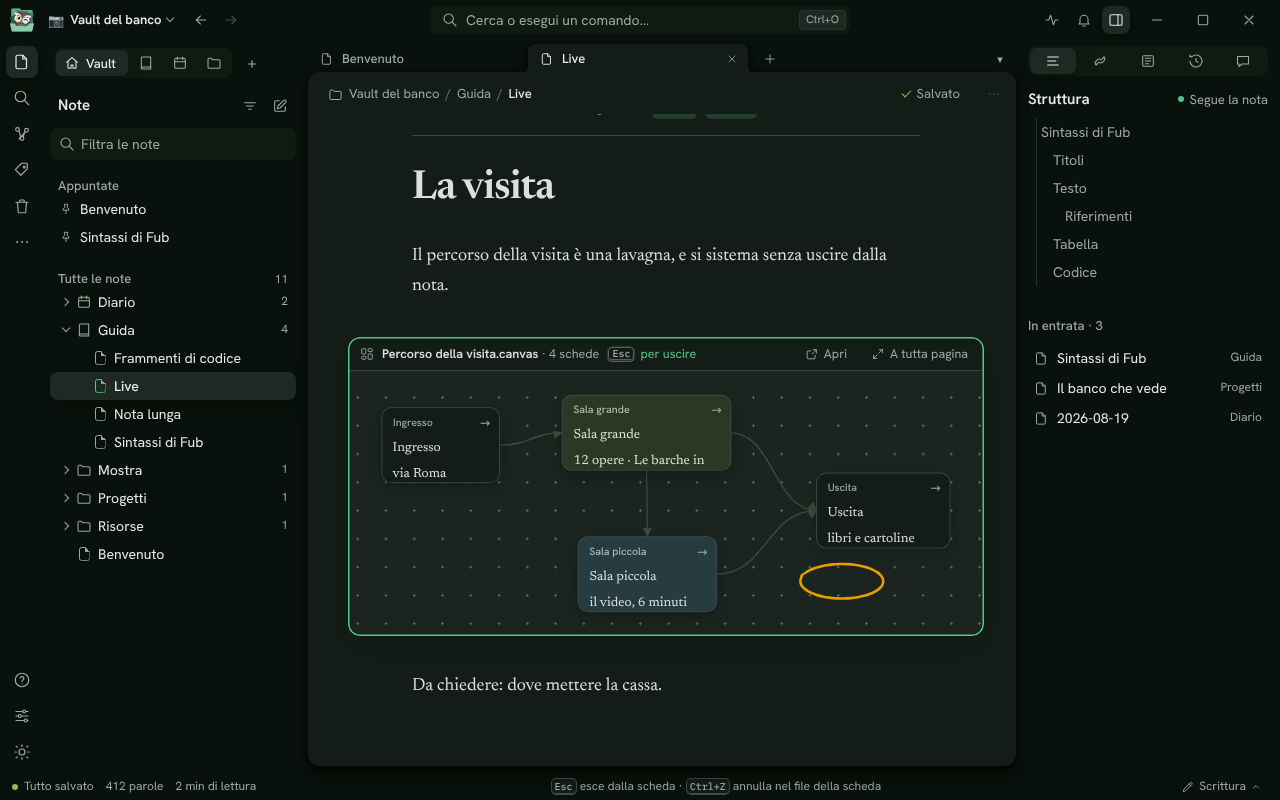 Vault del banco
Cerca o esegui un comando…
Ctrl+O
Vault
Benvenuto
Live
Note
Filtra le note
Appuntate
Benvenuto
Sintassi di Fub
Tutte le note 11
Diario 2
Guida 4
Frammenti di codice
Live
Nota lunga
Sintassi di Fub
Mostra 1
Progetti 1
Risorse 1
Benvenuto
Vault del banco / Guida / Live
Salvato
La visita
Il percorso della visita è una lavagna, e si sistema senza uscire dalla
nota.
Percorso della visita.canvas · 4 schede Esc per uscire
Apri
A tutta pagina
Ingresso →
Ingresso
via Roma
Sala grande →
Sala grande
12 opere · Le barche in
Uscita →
Uscita
libri e cartoline
Sala piccola →
Sala piccola
il video, 6 minuti
Da chiedere: dove mettere la cassa.
Struttura
Segue la nota
Sintassi di Fub
Titoli
Testo
Riferimenti
Tabella
Codice
In entrata · 3
Sintassi di Fub Guida
Il banco che vede Progetti
2026-08-19 Diario
Tutto salvato 412 parole 2 min di lettura
Esc esce dalla scheda · Ctrl+Z annulla nel file della scheda
Scrittura